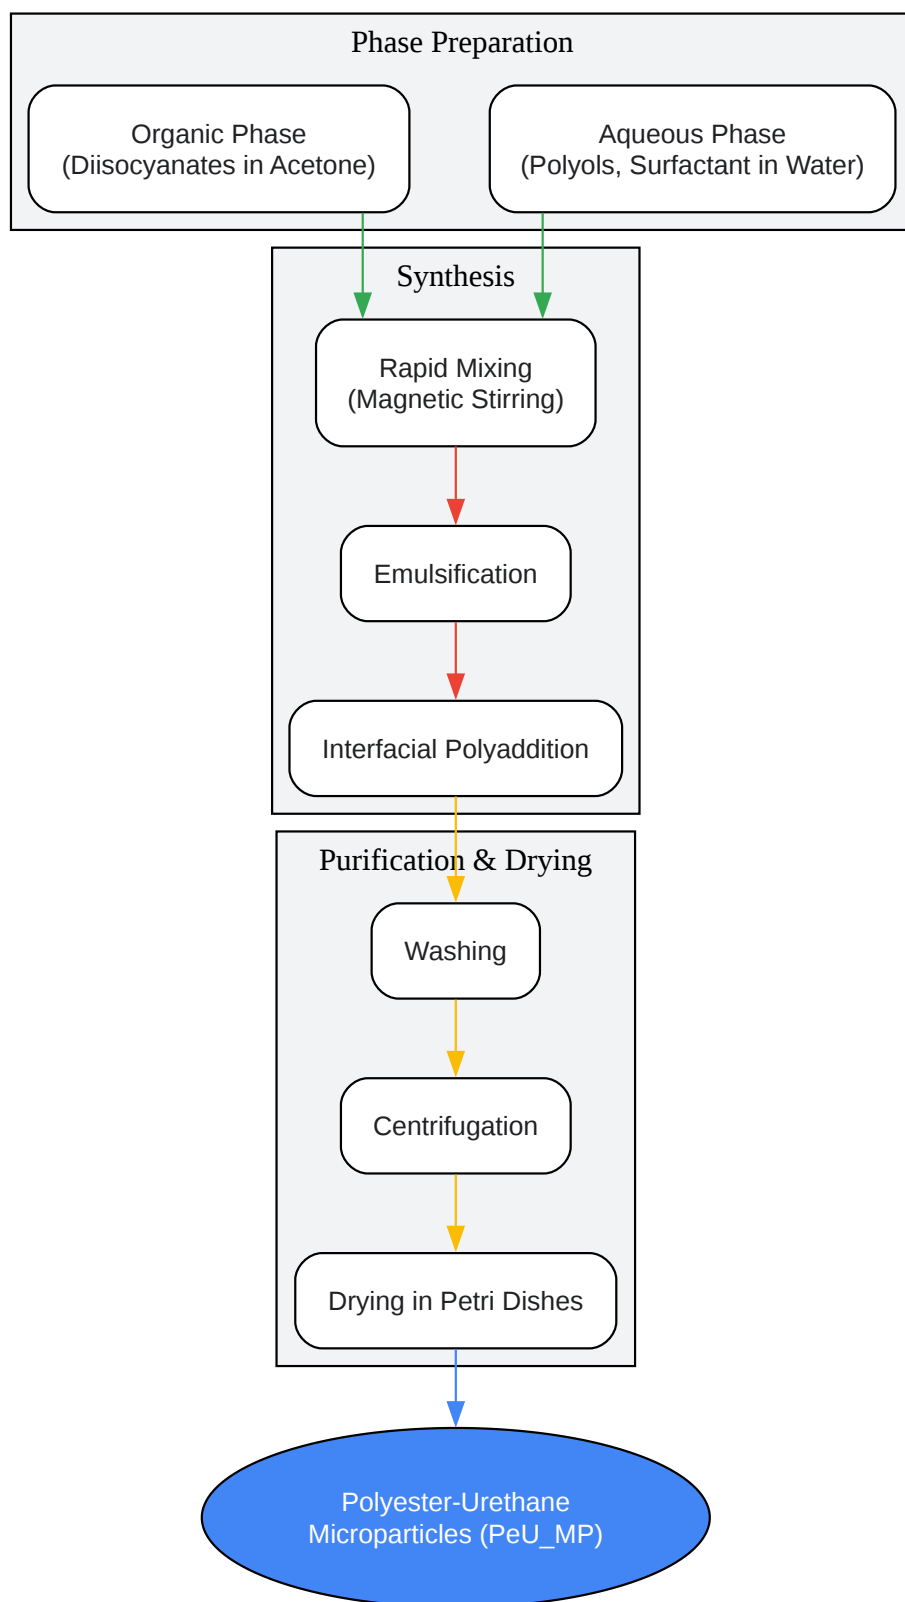 Phase Preparation
Organic Phase
(Diisocyanates in Acetone)
Aqueous Phase
(Polyols, Surfactant in Water)
Synthesis
Rapid Mixing
(Magnetic Stirring)
Emulsification
Interfacial Polyaddition
Purification & Drying
Washing
Centrifugation
Drying in Petri Dishes
Polyester-Urethane
Microparticles (PeU_MP)